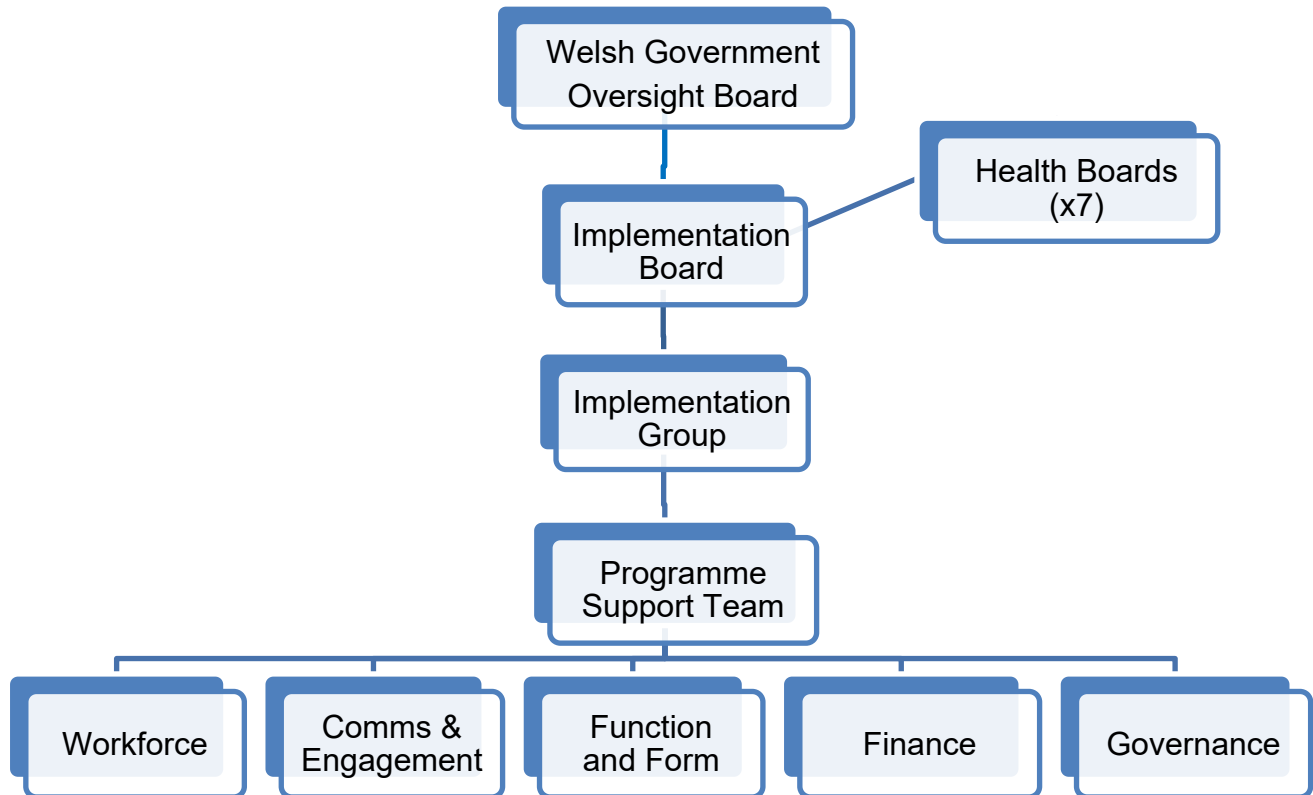 Welsh Government
Oversight Board
Health Boards
(x7)
Implementation
Board
Implementation
Group
Programme
Support Team
Workforce
Comms &
Engagement
Function
and Form
Finance
Governance